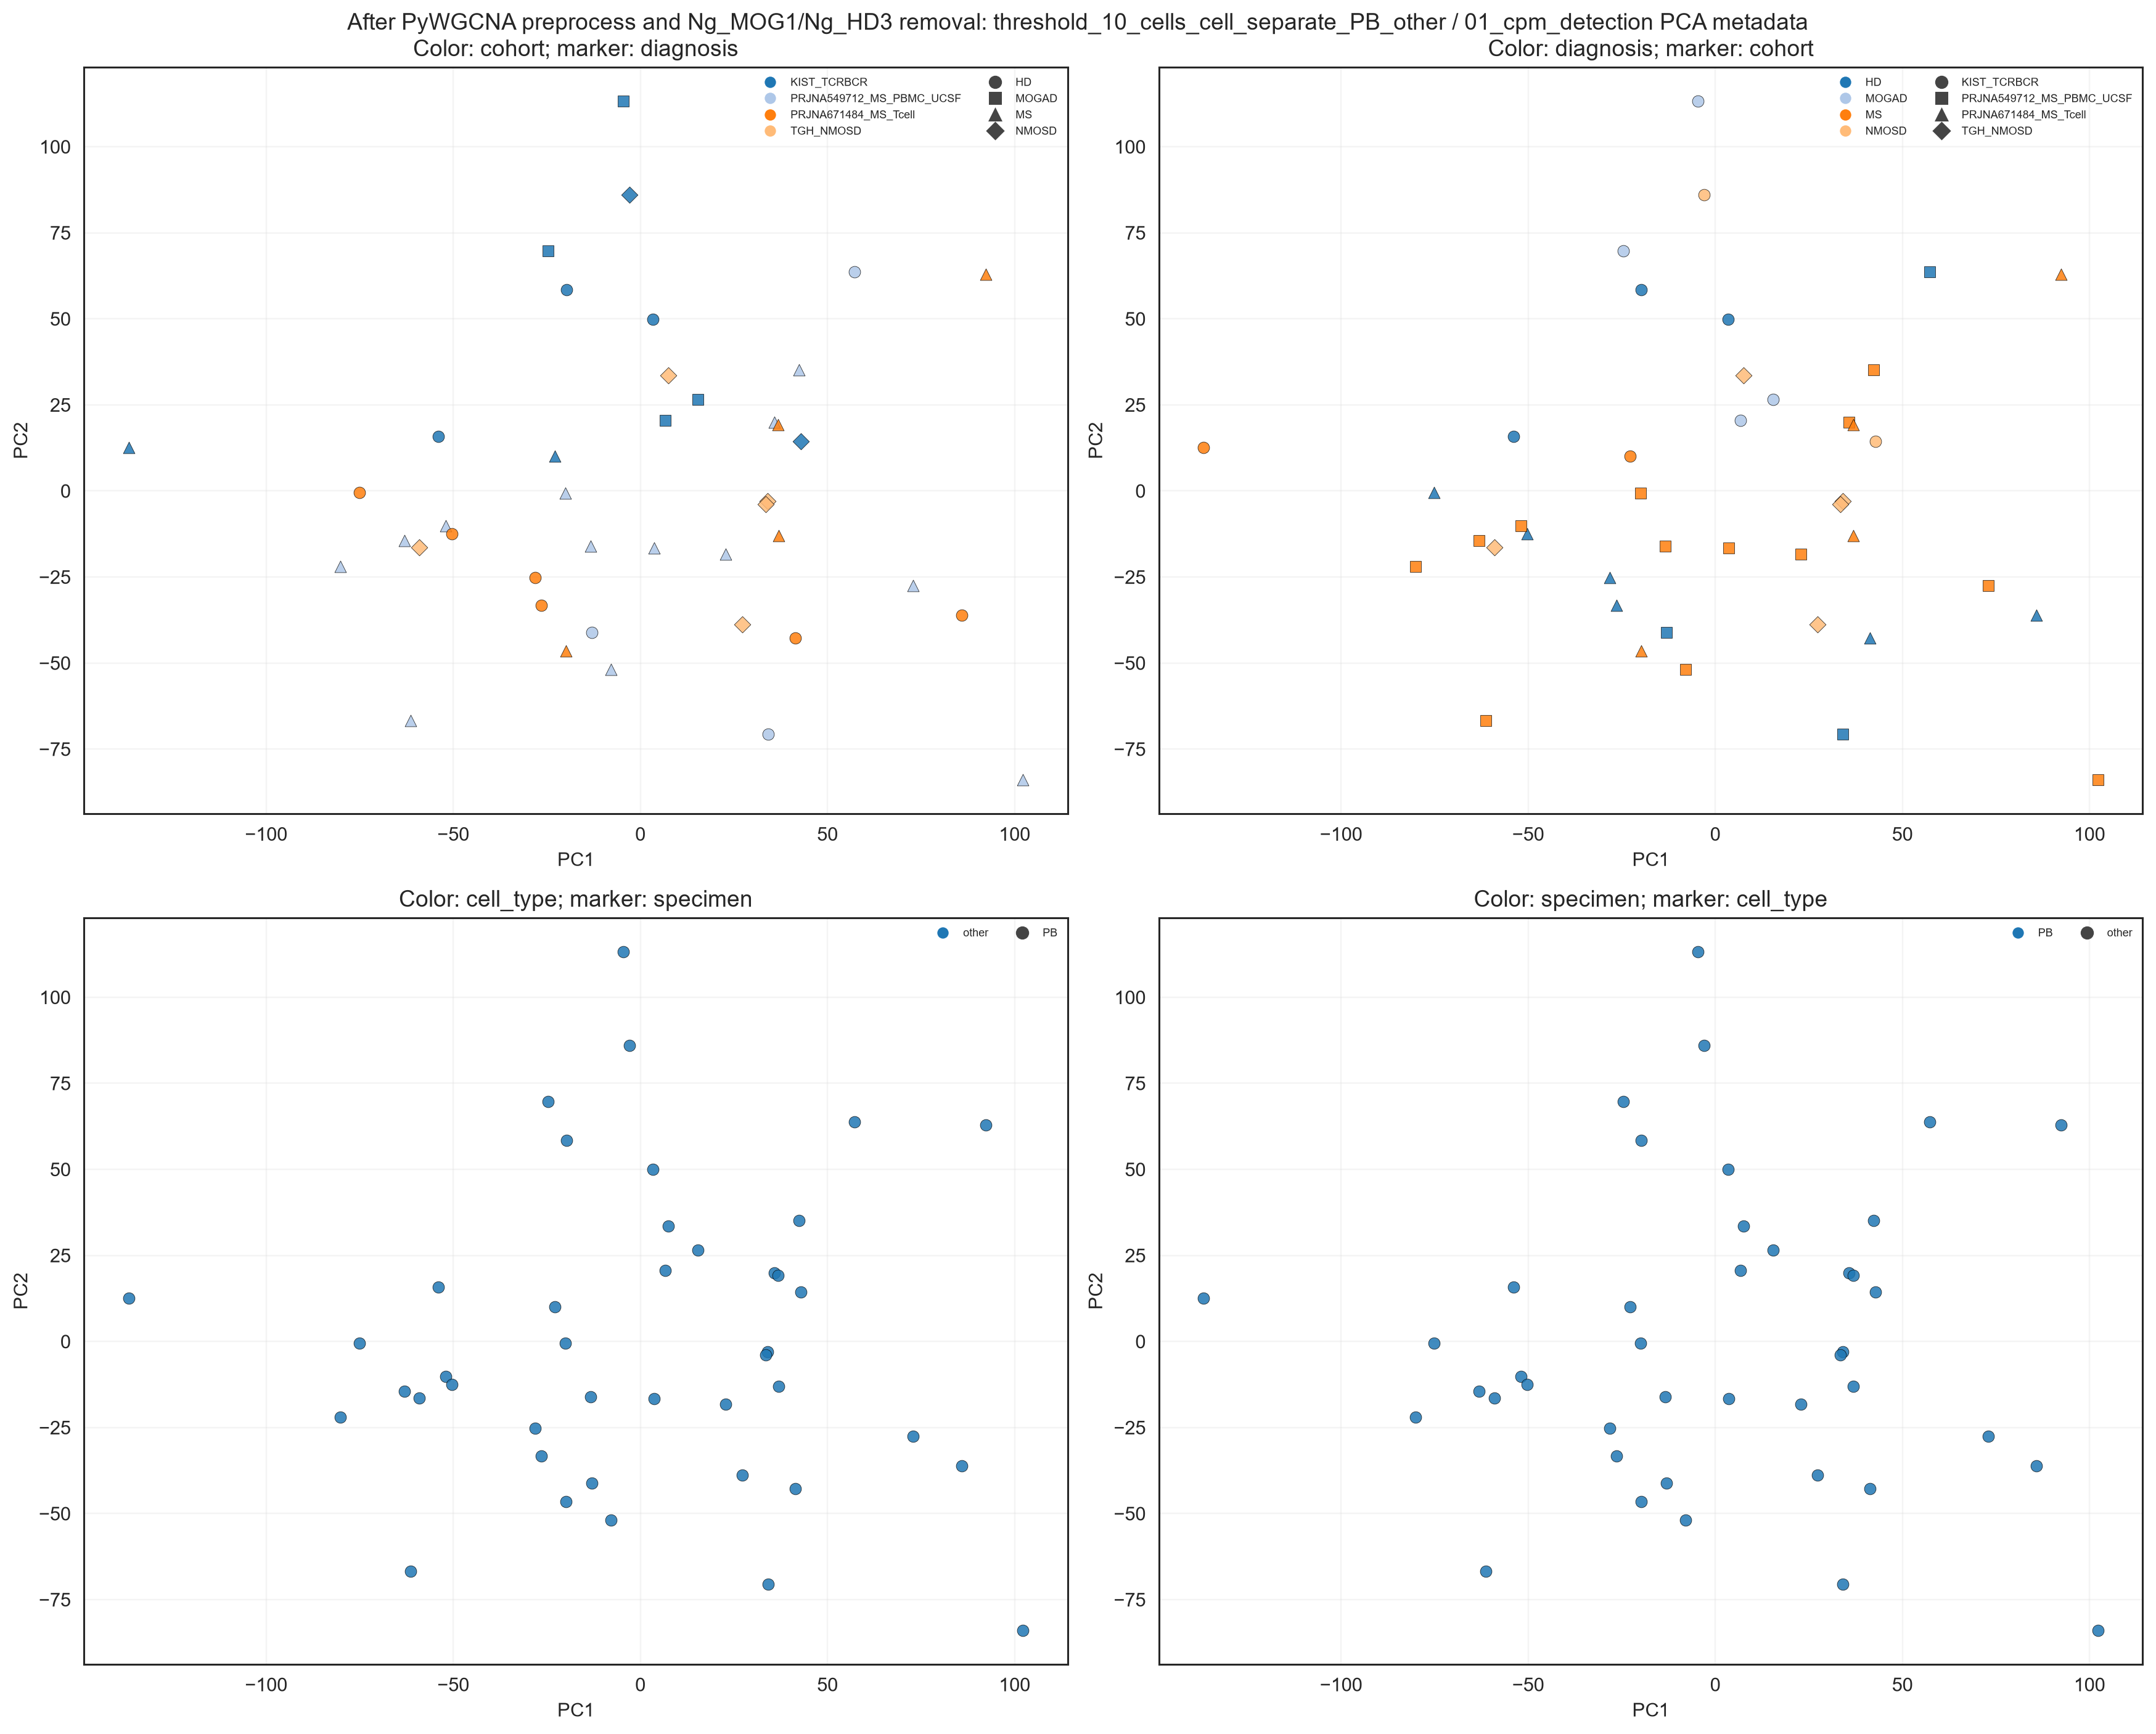 After PyWGCNA preprocess and Ng_MOG1/Ng_HD3 removal: threshold_10_cells_cell_separate_PB_other / 01_cpm_detection PCA metadata
Color: cohort; marker: diagnosis
KIST_TCRBCR
PRJNA549712_MS_PBMC_UCSF
PRJNA671484_MS_Tcell
TGH_NMOSD
HD
MOGAD
MS
NMOSD
100
75
50
25
0
−25
−50
−75
PC2
−100
−50
0
50
100
PC1
Color: diagnosis; marker: cohort
HD
MOGAD
MS
NMOSD
KIST_TCRBCR
PRJNA549712_MS_PBMC_UCSF
PRJNA671484_MS_Tcell
TGH_NMOSD
100
75
50
25
0
−25
−50
−75
PC2
−100
−50
0
50
100
PC1
Color: cell_type; marker: specimen
other
PB
100
75
50
25
0
−25
−50
−75
PC2
−100
−50
0
50
100
PC1
Color: specimen; marker: cell_type
PB
other
100
75
50
25
0
−25
−50
−75
PC2
−100
−50
0
50
100
PC1